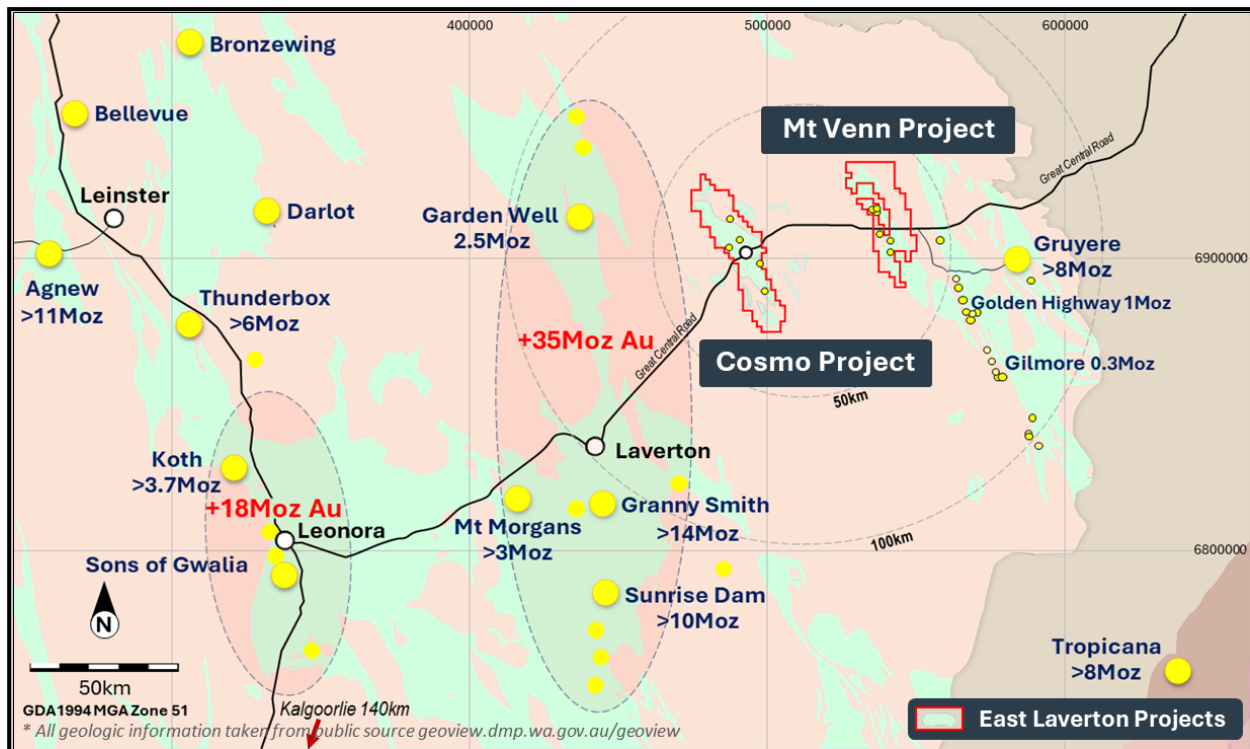 400000
500000
600000
Bronzewing
Bellevue
Mt Venn Project
Great Central Road
Leinster
Darlot
Garden Well
2.5Moz
Gruyere
>8Moz
6900000
Agnew
>11Moz
Thunderbox
>6Moz
Golden Highway 1Moz
+35Moz Au
Great Central Road
Cosmo Project
Gilmore 0.3Moz
50km
Koth
>3.7Moz
Laverton
+18Moz Au
Leonora
Mt Morgans
>3Moz
Granny Smith
>14Moz
100km
6800000
Sons of Gwalia
Sunrise Dam
>10Moz
N
Tropicana
>8Moz
50km
GDA1994 MGA Zone 51
Kalgoorlie 140km
East Laverton Projects
* All geologic information taken from public source geoview.dmp.wa.gov.au/geoview